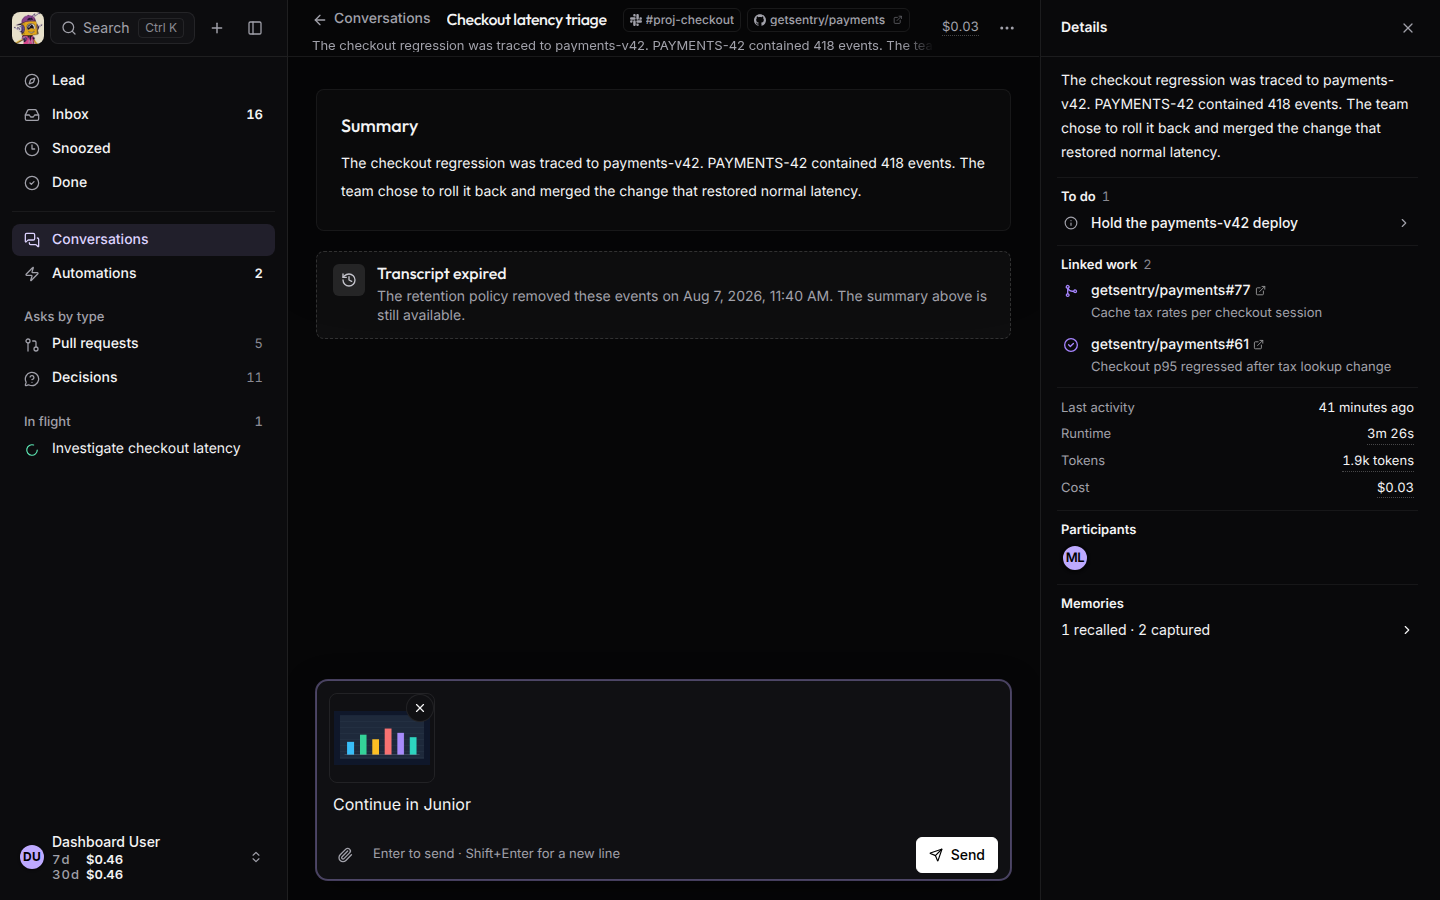 Search Ctrl K
Lead
Inbox 16
Snoozed
Done
Conversations
Automations 2
Asks by type
Pull requests 5
Decisions 11
In flight 1
Investigate checkout latency
DU
Dashboard User
7d $0.46
30d $0.46
Conversations Checkout latency triage #proj-checkout getsentry/payments $0.03
The checkout regression was traced to payments-v42. PAYMENTS-42 contained 418 events. The tea
Summary
The checkout regression was traced to payments-v42. PAYMENTS-42 contained 418 events. The
team chose to roll it back and merged the change that restored normal latency.
Transcript expired
The retention policy removed these events on Aug 7, 2026, 11:40 AM. The summary above is
still available.
Continue in Junior
Enter to send · Shift+Enter for a new line
Send
Details
The checkout regression was traced to payments-
v42. PAYMENTS-42 contained 418 events. The team
chose to roll it back and merged the change that
restored normal latency.
To do 1
Hold the payments-v42 deploy
Linked work 2
getsentry/payments#77
Cache tax rates per checkout session
getsentry/payments#61
Checkout p95 regressed after tax lookup change
Last activity 41 minutes ago
Runtime 3m 26s
Tokens 1.9k tokens
Cost $0.03
Participants
ML
Memories
1 recalled · 2 captured